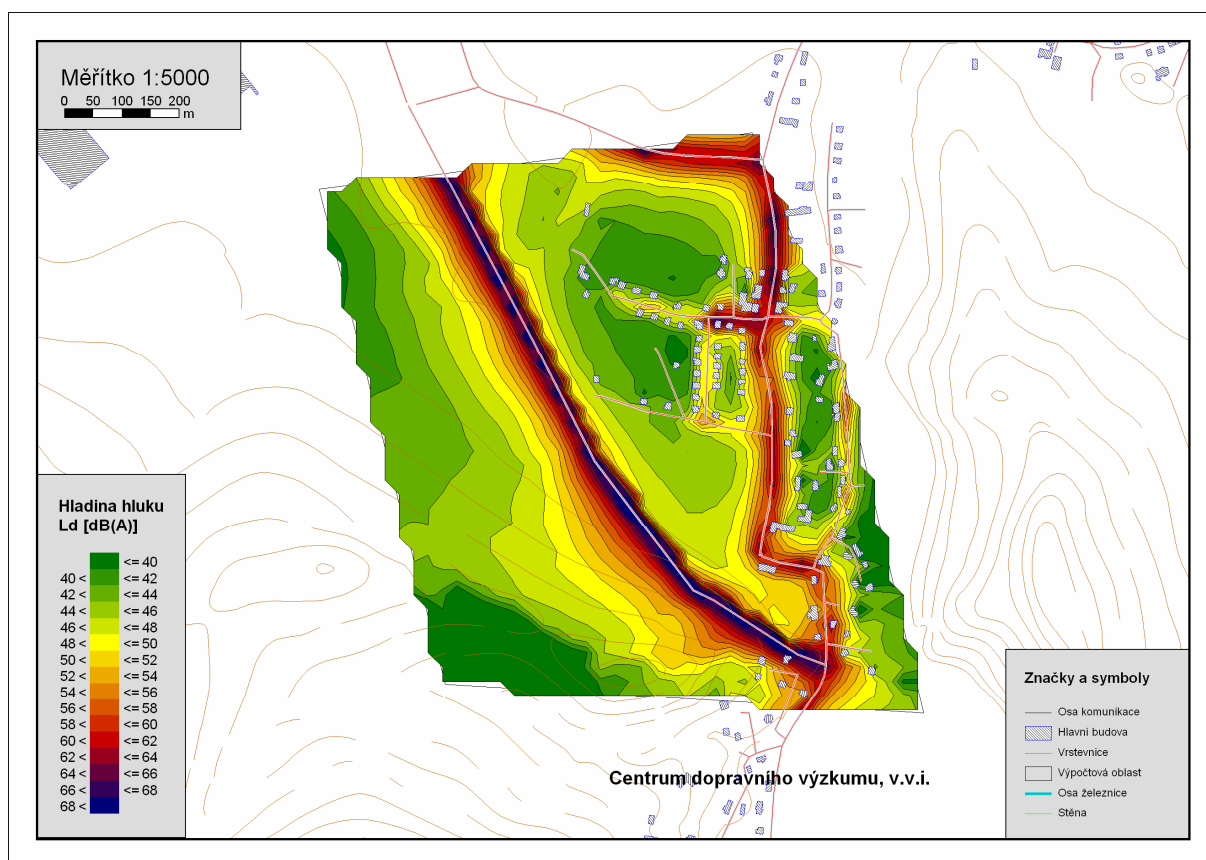 Měřítko 1:5000
0 50 100 150 200
m
Hladina hluku
Ld [dB(A)]
<= 40
40 < <= 42
42 < <= 44
44 < <= 46
46 < <= 48
48 < <= 50
50 < <= 52
52 < <= 54
54 < <= 56
56 < <= 58
58 < <= 60
60 < <= 62
62 < <= 64
64 < <= 66
66 < <= 68
68 <
Centrum dopravního výzkumu, v.v.i.
Značky a symboly
Osa komunikace
Hlavní budova
Vrstevnice
Výpočtová oblast
Osa železnice
Stěna